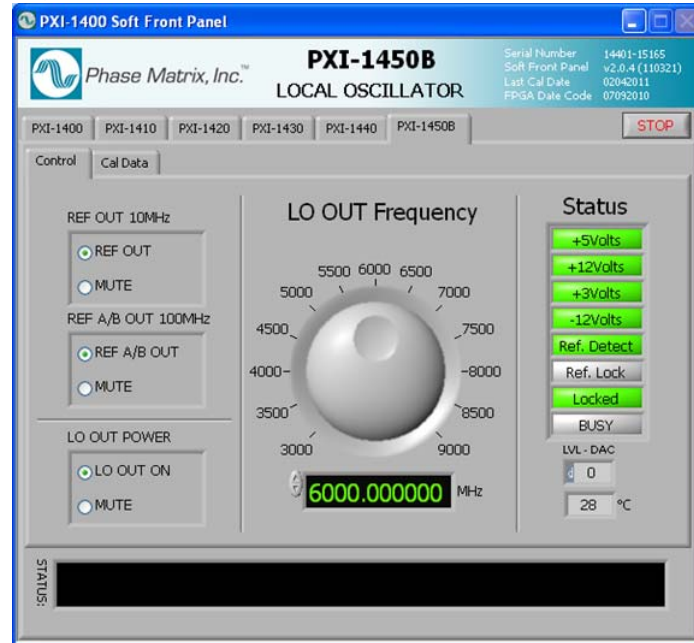 PXI-1400 Soft Front Panel
Phase Matrix, Inc.™
PXI-1450B
LOCAL OSCILLATOR
Serial Number 14401-15165
Soft Front Panel v2.0.4 (110321)
Last Cal Date 02042011
FPGA Date Code 07092010
PXI-1400 PXI-1410 PXI-1420 PXI-1430 PXI-1440 PXI-1450B STOP
Control Cal Data
REF OUT 10MHz
REF OUT
MUTE
REF A/B OUT 100MHz
REF A/B OUT
MUTE
LO OUT POWER
LO OUT ON
MUTE
LO OUT Frequency
5500 6000 6500
5000 7000
4500 7500
4000 8000
3500 8500
3000 9000
6000.000000 MHz
Status
+5Volts
+12Volts
+3Volts
-12Volts
Ref. Detect
Ref. Lock
Locked
BUSY
LVL - DAC
d 0
28 °C
STATUS: